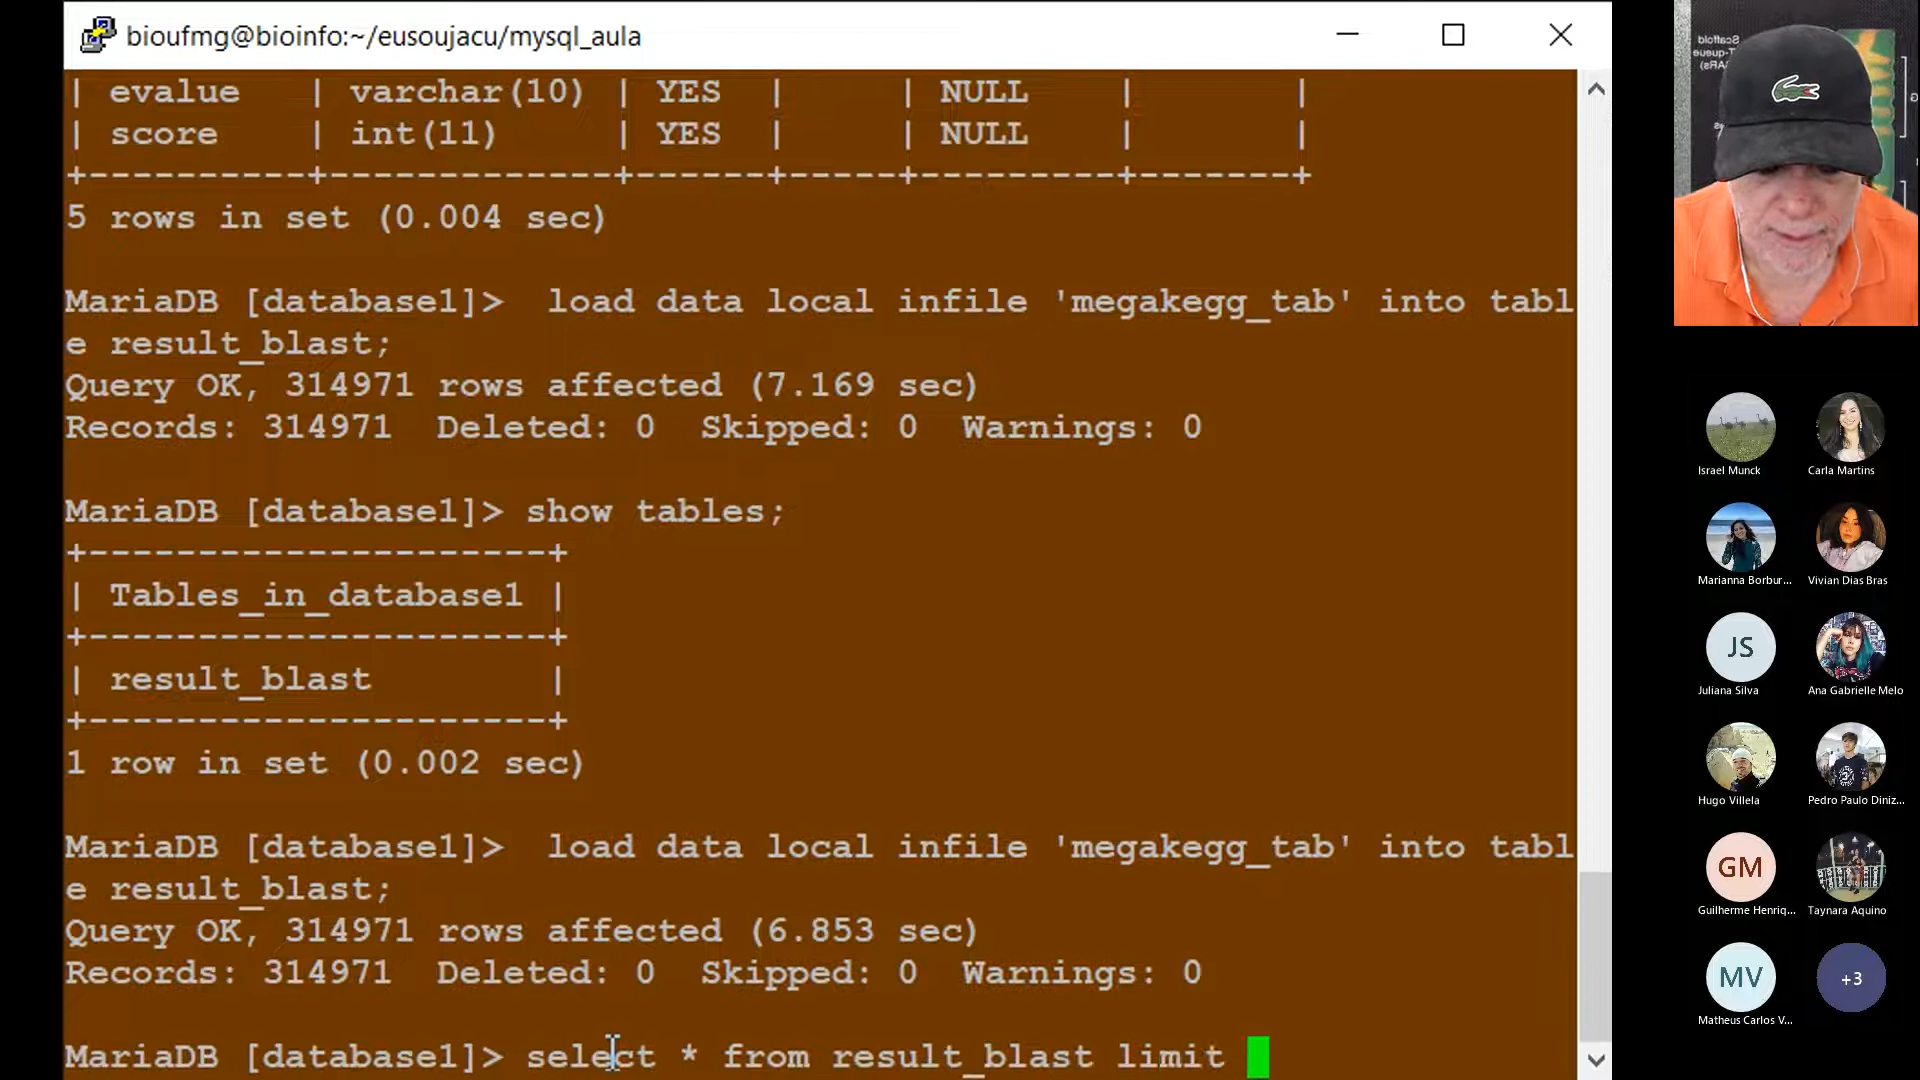 bioufmg@bioinfo:~/eusoujacu/mysql_aula
| evalue | varchar(10) | YES | | NULL | |
| score | int(11) | YES | | NULL | |
+-----------+--------------+------+-----+---------+-------+
5 rows in set (0.004 sec)
MariaDB [database1]> load data local infile 'megakegg_tab' into tabl
e result_blast;
Query OK, 314971 rows affected (7.169 sec)
Records: 314971 Deleted: 0 Skipped: 0 Warnings: 0
MariaDB [database1]> show tables;
+---------------------+
| Tables_in_database1 |
+---------------------+
| result_blast |
+---------------------+
1 row in set (0.002 sec)
MariaDB [database1]> load data local infile 'megakegg_tab' into tabl
e result_blast;
Query OK, 314971 rows affected (6.853 sec)
Records: 314971 Deleted: 0 Skipped: 0 Warnings: 0
MariaDB [database1]> select * from result_blast limit
Scaffold
Israel Munck
Carla Martins
Marianna Borbur...
Vivian Dias Bras
JS
Juliana Silva
Ana Gabrielle Melo
Hugo Villela
Pedro Paulo Diniz...
GM
Guilherme Henriq...
Taynara Aquino
MV
Matheus Carlos V...
+3